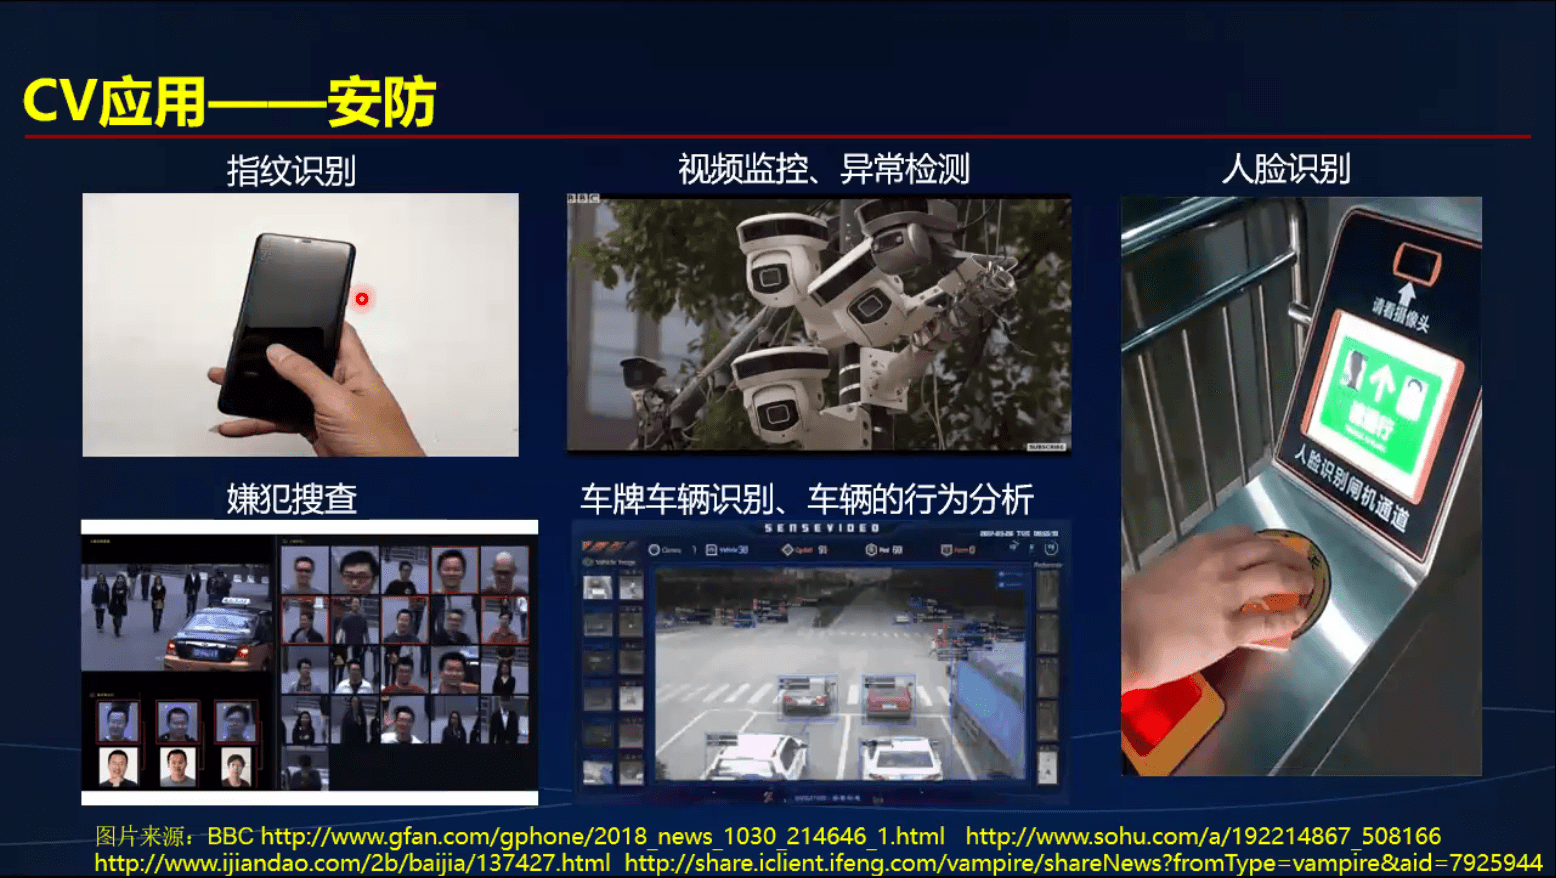 CV应用——安防
指纹识别
视频监控、异常检测
人脸识别
BBC
SUBSCRIBE
请看摄像头
人脸识别闸机通道
嫌犯搜查
车牌车辆识别、车辆的行为分析
SENSEVIDEO
图片来源：BBC http://www.gfan.com/gphone/2018_news_1030_214646_1.html http://www.sohu.com/a/192214867_508166
http://www.ijiandao.com/2b/baijia/137427.html http://share.iclient.ifeng.com/vampire/shareNews?fromType=vampire&aid=7925944